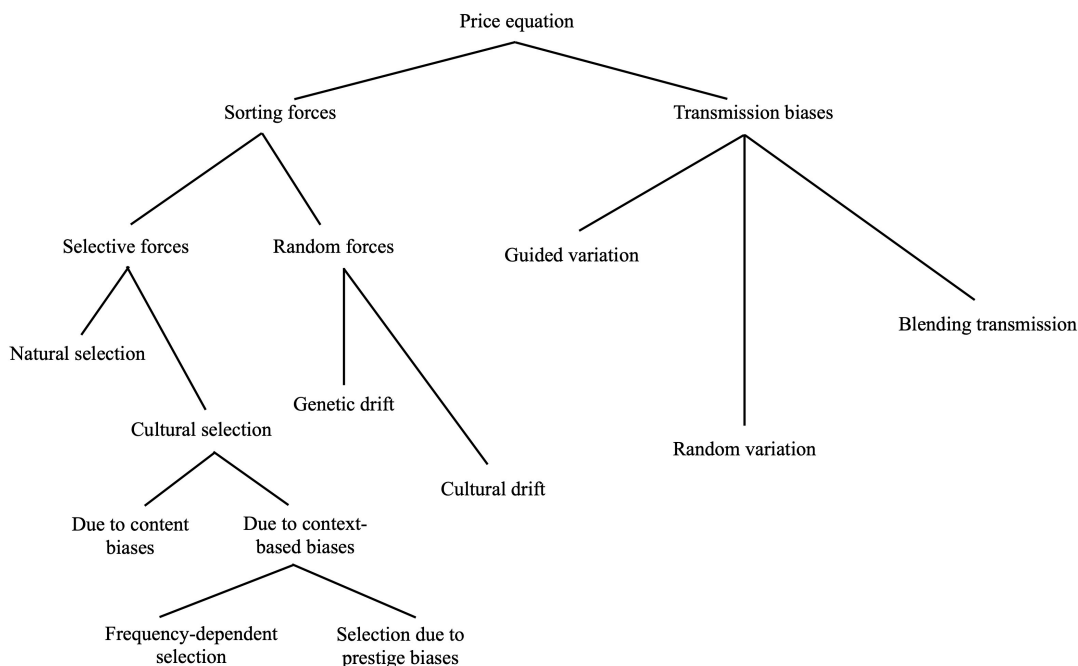 Price equation
Sorting forces
Transmission biases
Selective forces
Random forces
Guided variation
Blending transmission
Natural selection
Genetic drift
Cultural selection
Random variation
Cultural drift
Due to content
biases
Due to context-
based biases
Frequency-dependent
selection
Selection due to
prestige biases